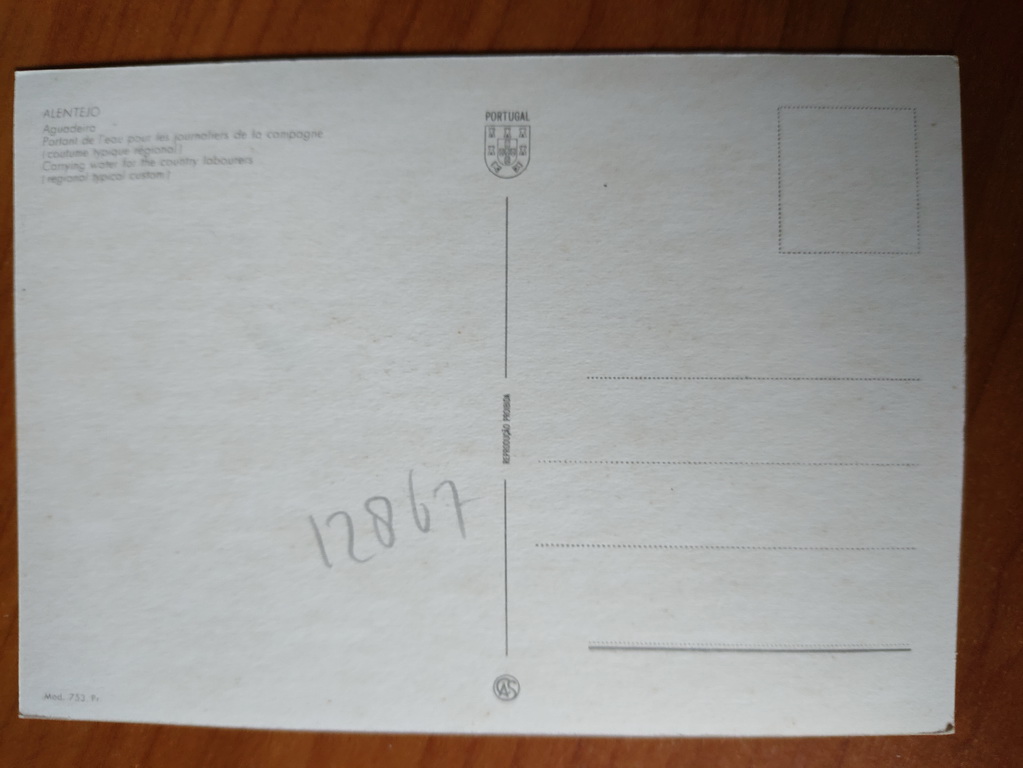 ALENTEJO
Aguadeira
Portant de l'eau pour les journaliers de la campagne
(coutume typique régional)
Carrying water for the country labourers
(regional typical custom)
PORTUGAL
REPRODUÇÃO PROIBIDA
12867
Mod. 753